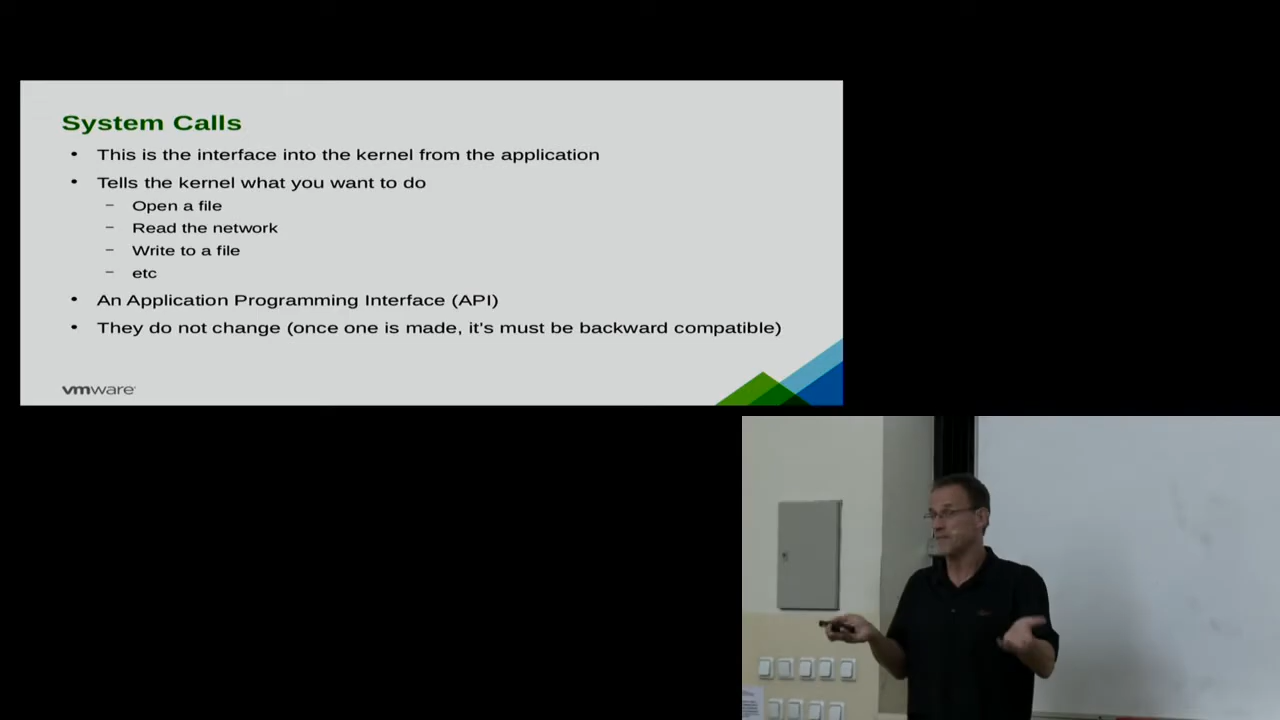 System Calls
• This is the interface into the kernel from the application
• Tells the kernel what you want to do
– Open a file
– Read the network
– Write to a file
– etc
• An Application Programming Interface (API)
• They do not change (once one is made, it's must be backward compatible)
vmware